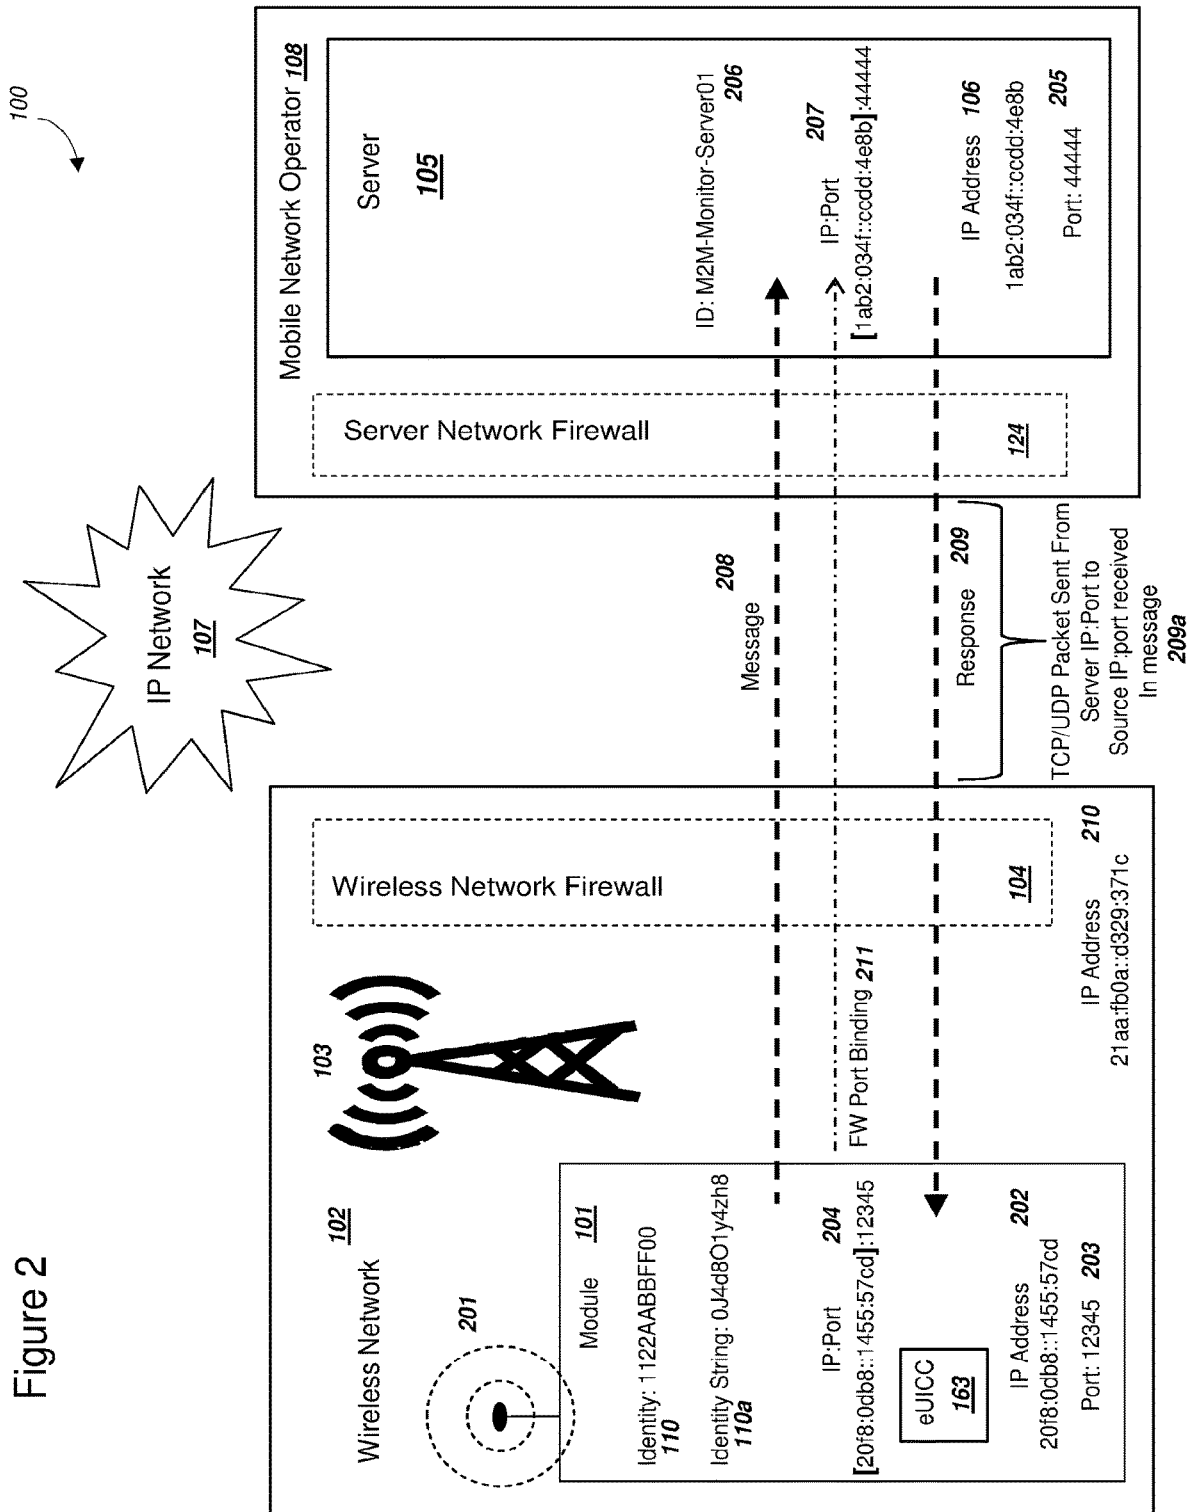 Figure 2
100
Wireless Network 102
103
201
Module 101
Identity: 1122AABBFF00
110
Identity String: 0J4d8O1y4zh8
110a
IP:Port 204
[20f8:0db8::1455:57cd]:12345
eUICC
163
IP Address 202
20f8:0db8::1455:57cd
Port: 12345 203
FW Port Binding 211
Wireless Network Firewall
104
IP Address 210
21aa:fb0a::d329:371c
IP Network
107
208
Message
Response 209
TCP/UDP Packet Sent From
Server IP:Port to
Source IP:port received
In message
209a
Mobile Network Operator 108
Server Network Firewall
124
Server
105
ID: M2M-Monitor-Server01
206
IP:Port 207
[1ab2:034f::ccdd:4e8b]:44444
IP Address 106
1ab2:034f::ccdd:4e8b
205
Port: 44444